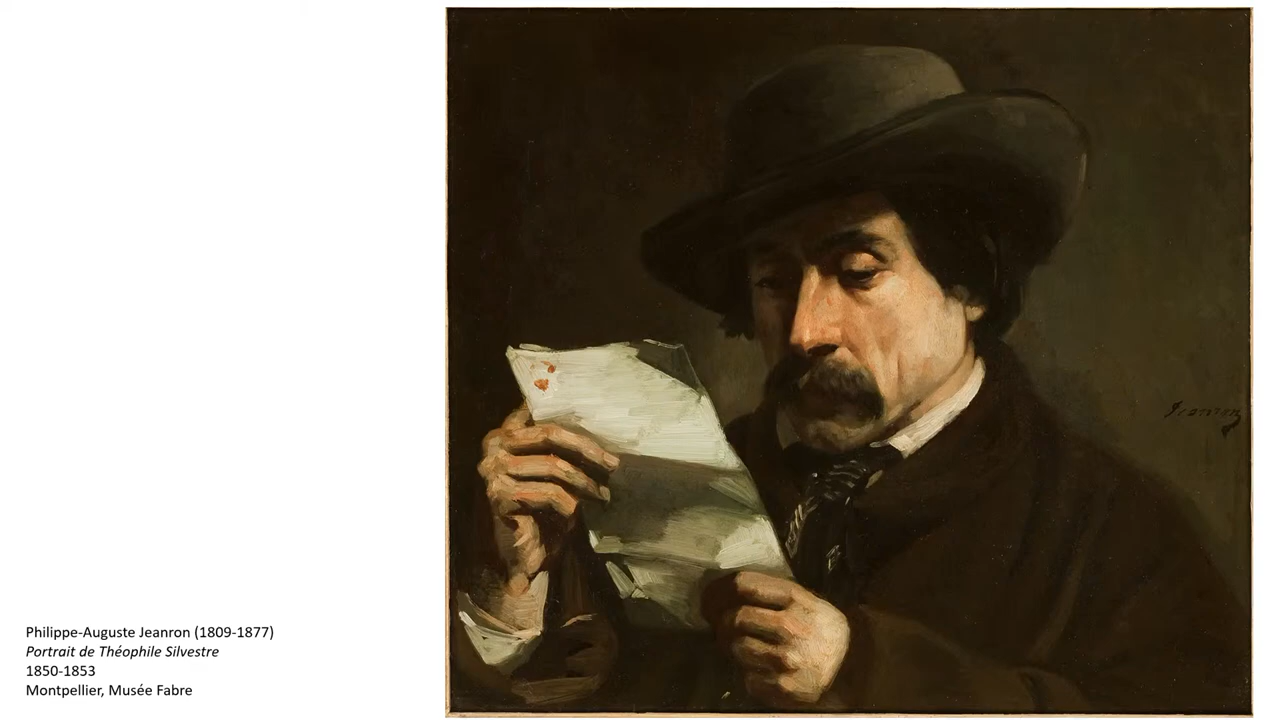 Philippe-Auguste Jeanron (1809-1877)
Portrait de Théophile Silvestre
1850-1853
Montpellier, Musée Fabre
Jeanron